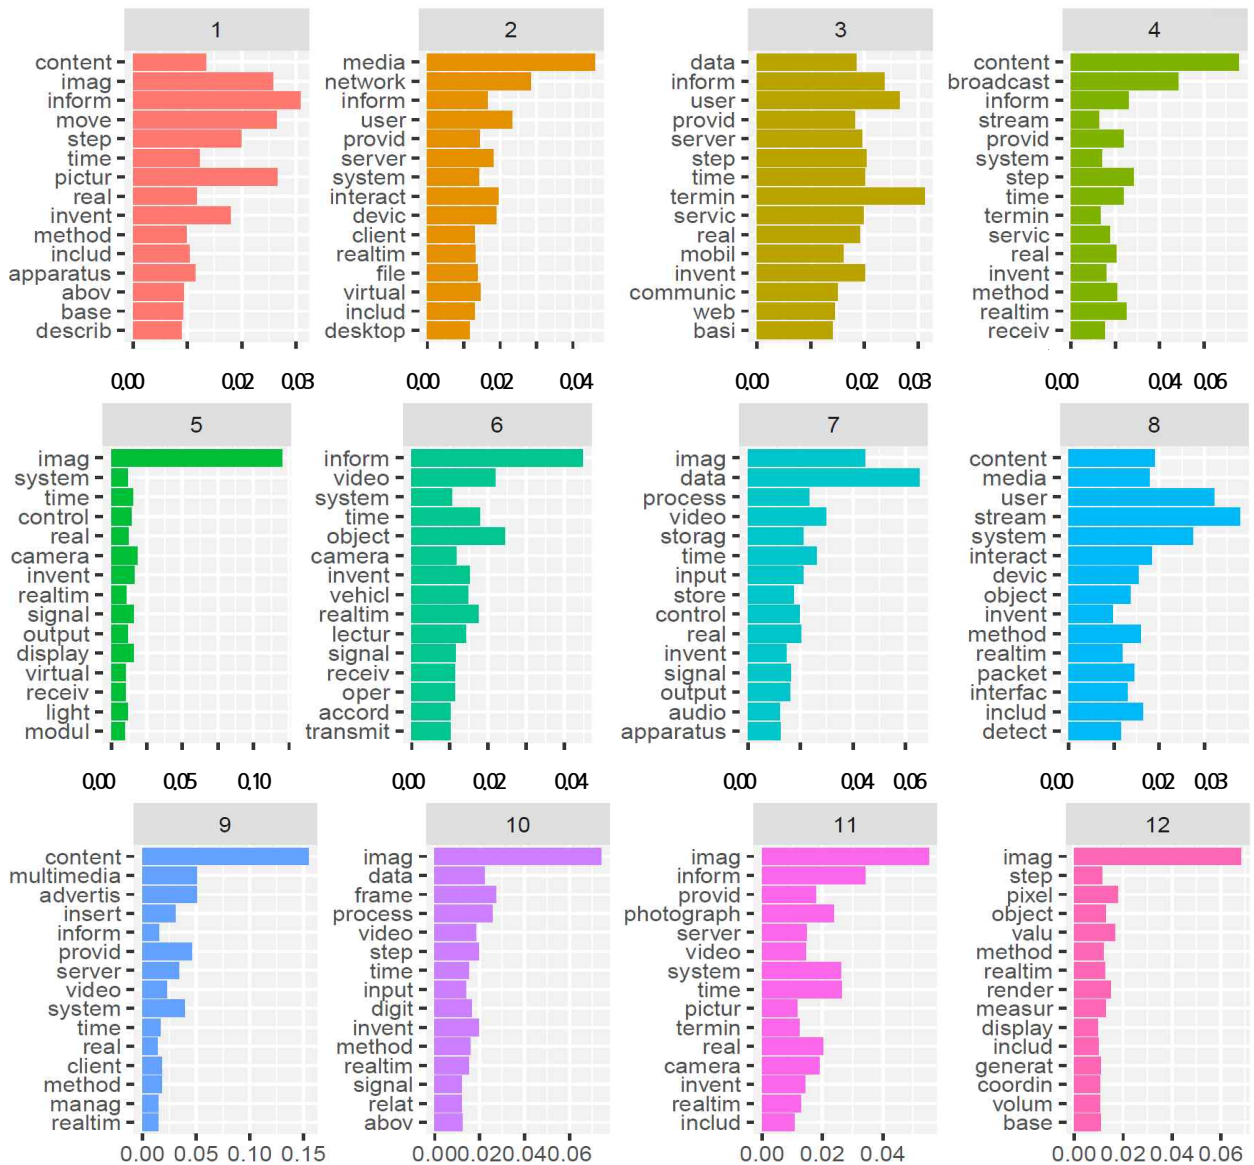 1
content
imag
inform
move
step
time
pictur
real
invent
method
includ
apparatus
abov
base
describ
0.00 0.02 0.03
2
media
network
inform
user
provid
server
system
interact
devic
client
realtim
file
virtual
includ
desktop
0.00 0.02 0.04
3
data
inform
user
provid
server
step
time
termin
servic
real
mobil
invent
communic
web
basi
0.00 0.02 0.03
4
content
broadcast
inform
stream
provid
system
step
time
termin
servic
real
invent
method
realtim
receiv
0.00 0.04 0.06
5
imag
system
time
control
real
camera
invent
realtim
signal
output
display
virtual
receiv
light
modul
0.00 0.05 0.10
6
inform
video
system
time
object
camera
invent
vehicl
realtim
lectur
signal
receiv
oper
accord
transmit
0.00 0.02 0.04
7
imag
data
process
video
storag
time
input
store
control
real
invent
signal
output
audio
apparatus
0.00 0.04 0.06
8
content
media
user
stream
system
interact
devic
object
invent
method
realtim
packet
interfac
includ
detect
0.00 0.02 0.03
9
content
multimedia
advertis
insert
inform
provid
server
video
system
time
real
client
method
manag
realtim
0.00 0.05 0.10 0.15
10
imag
data
frame
process
video
step
time
input
digit
invent
method
realtim
signal
relat
abov
0.00 0.02 0.04 0.06
11
imag
inform
provid
photograph
server
video
system
time
pictur
termin
real
camera
invent
realtim
includ
0.00 0.02 0.04
12
imag
step
pixel
object
valu
method
realtim
render
measur
display
includ
generat
coordin
volum
base
0.00 0.02 0.04 0.06